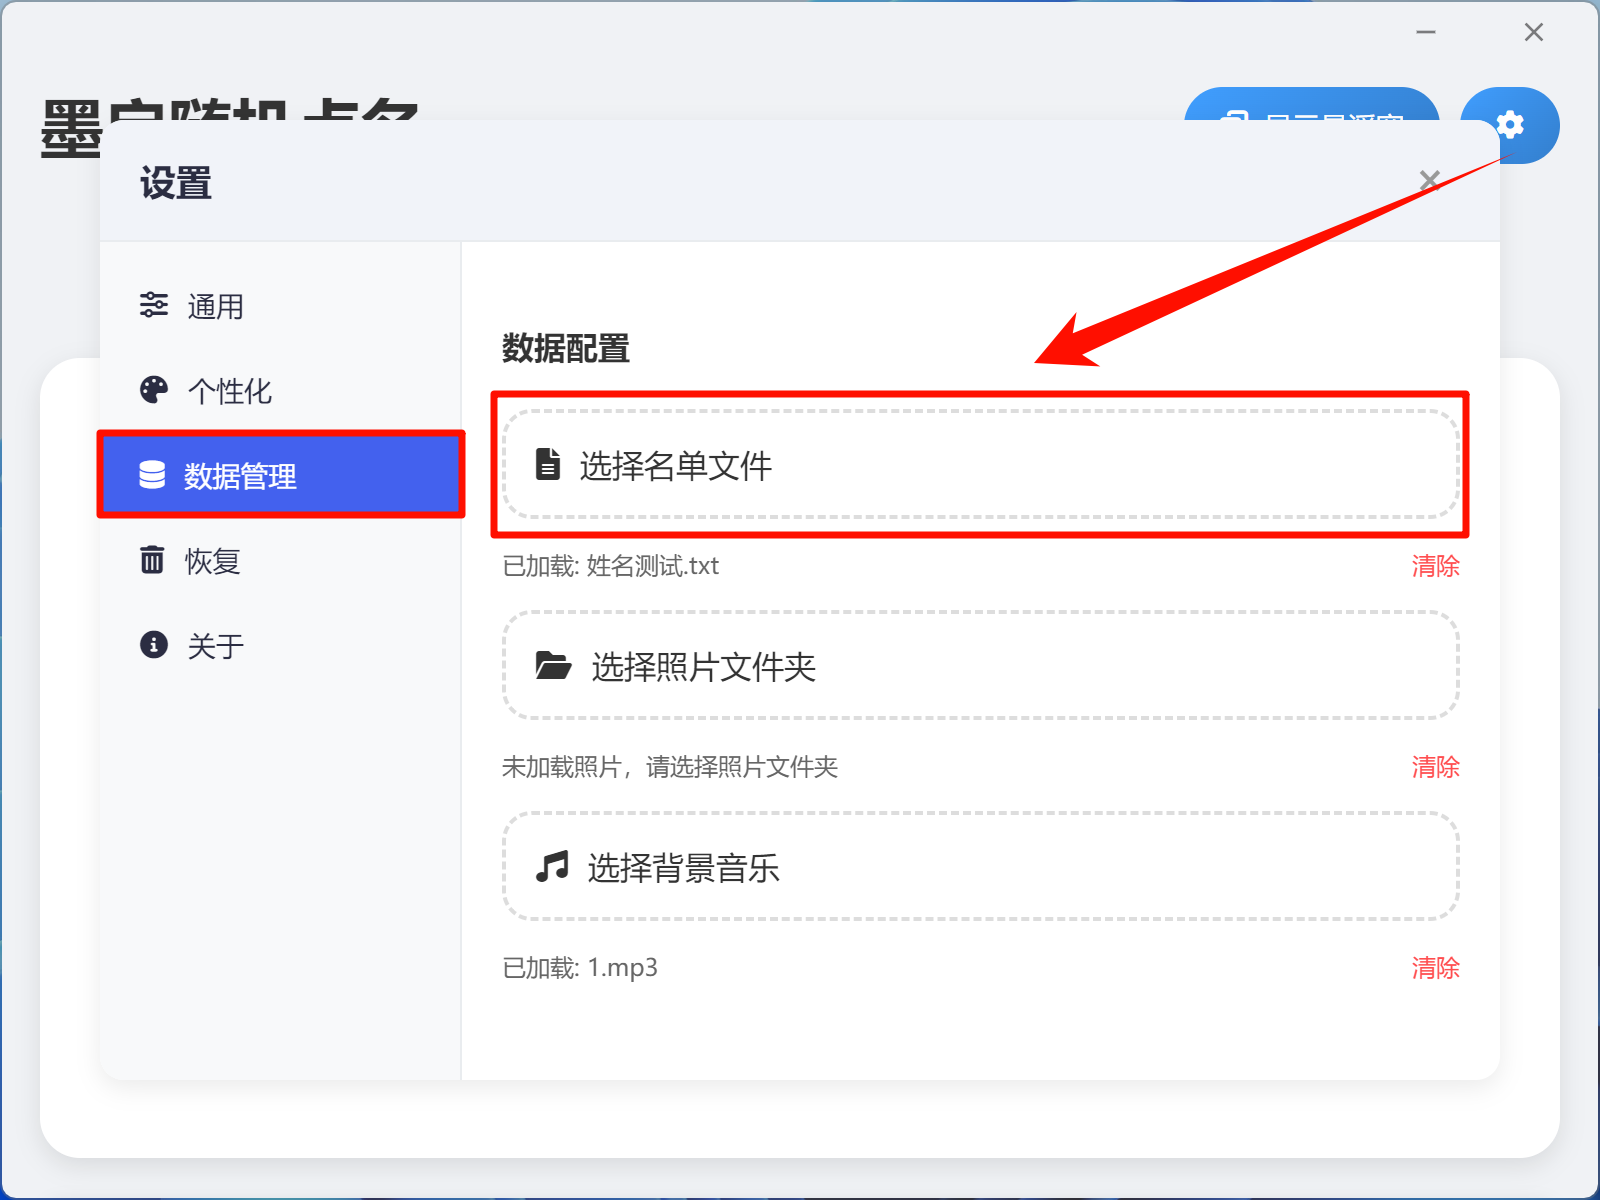 墨
设置
通用
个性化
数据管理
恢复
关于
数据配置
选择名单文件
已加载: 姓名测试.txt
清除
选择照片文件夹
未加载照片，请选择照片文件夹
清除
选择背景音乐
已加载: 1.mp3
清除